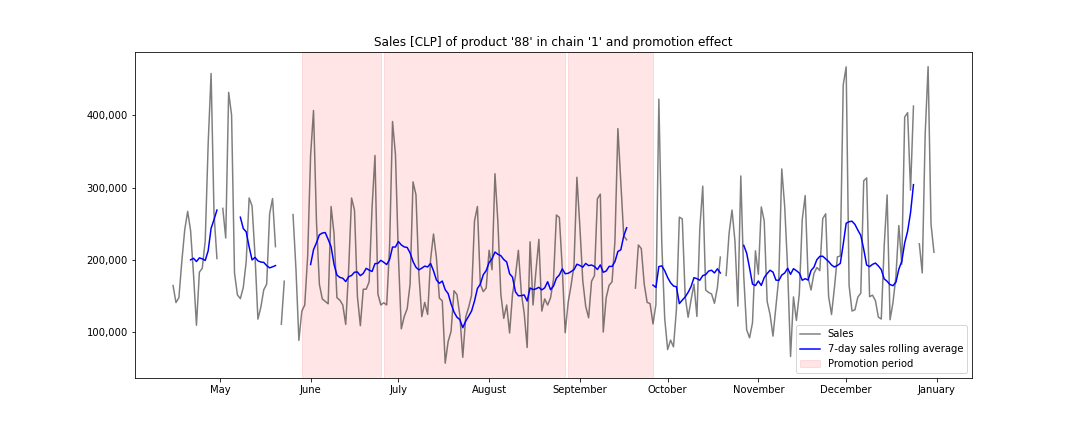 Sales [CLP] of product '88' in chain '1' and promotion effect
400,000
300,000
200,000
100,000
Sales
7-day sales rolling average
Promotion period
May June July August September October November December January